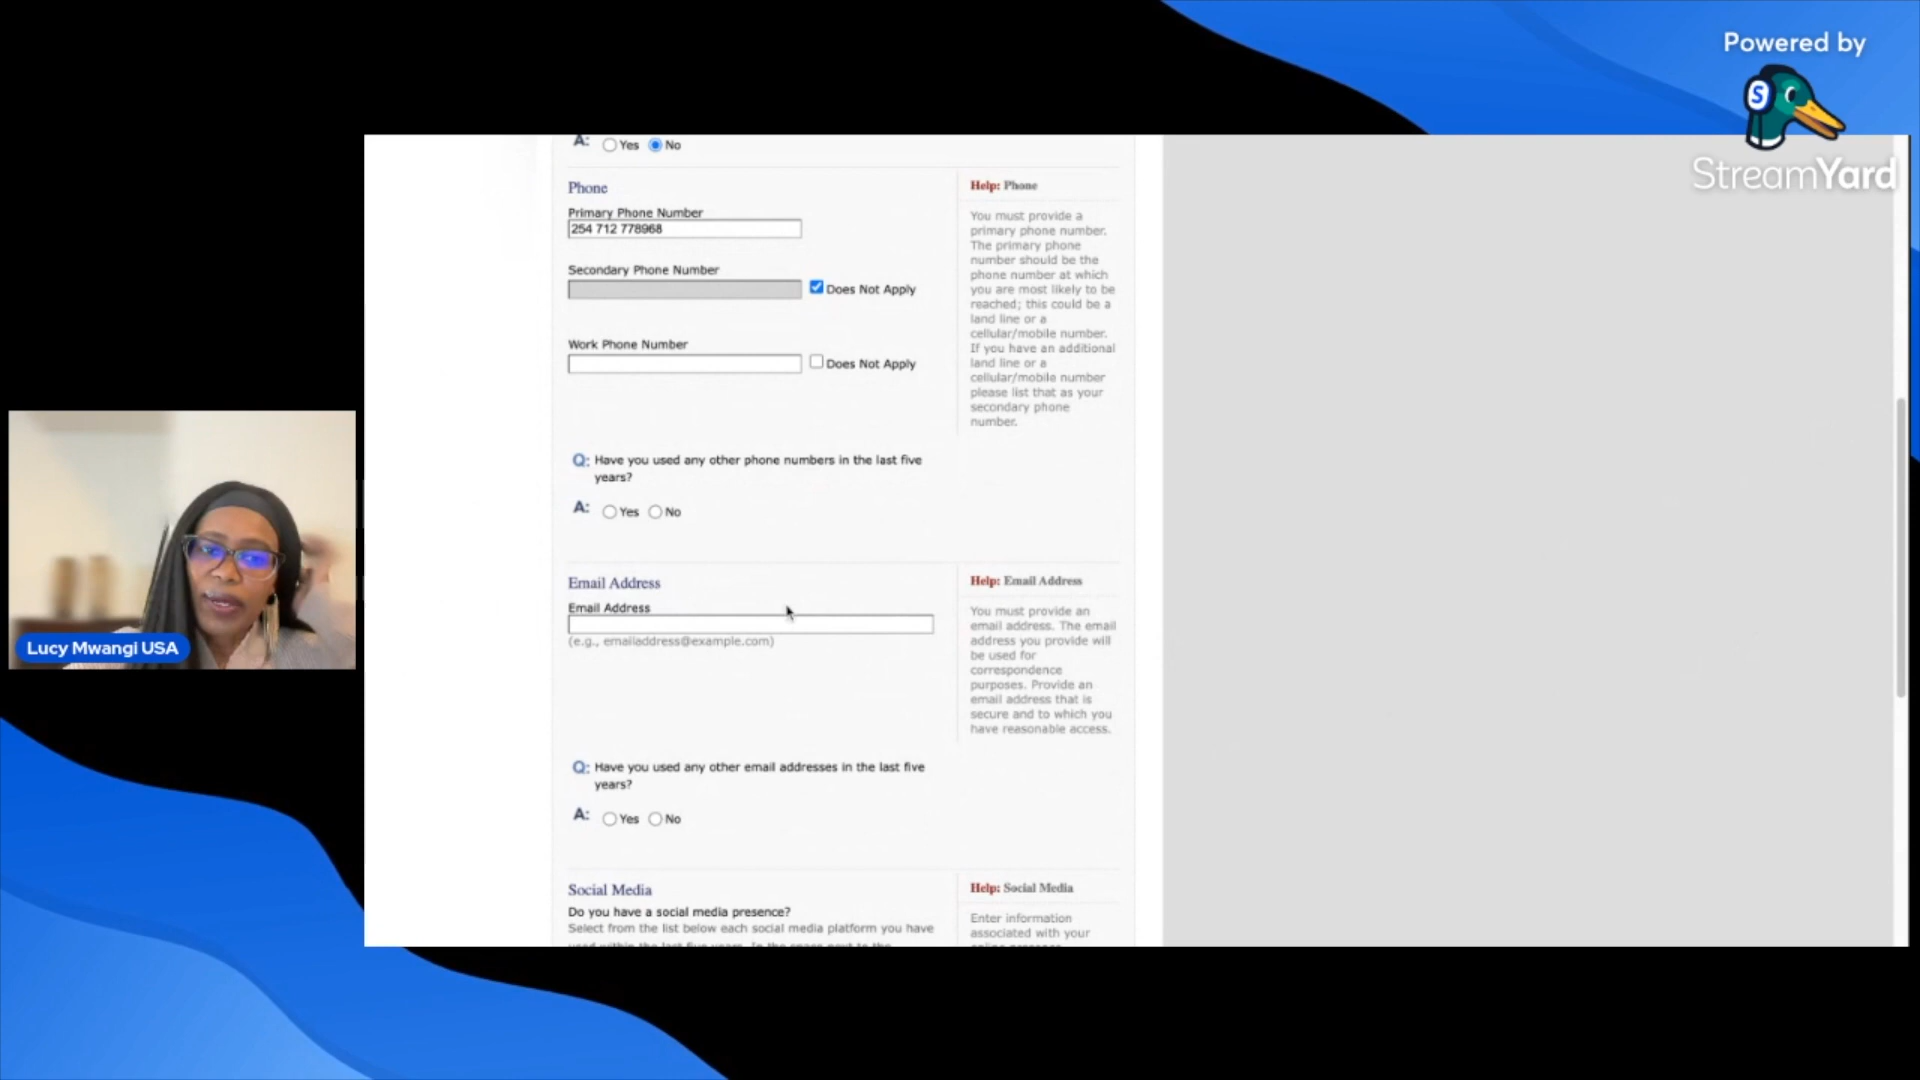 Powered by
S
StreamYard
A: Yes No
Phone
Primary Phone Number
254 712 778968
Secondary Phone Number
Does Not Apply
Work Phone Number
Does Not Apply
Q: Have you used any other phone numbers in the last five
years?
A: Yes No
Help: Phone
You must provide a
primary phone number.
The primary phone
number should be the
phone number at which
you are most likely to be
reached; this could be a
land line or a
cellular/mobile number.
If you have an additional
land line or a
cellular/mobile number
please list that as your
secondary phone
number.
Email Address
Email Address
(e.g., emailaddress@example.com)
Q: Have you used any other email addresses in the last five
years?
A: Yes No
Help: Email Address
You must provide an
email address. The email
address you provide will
be used for
correspondence
purposes. Provide an
email address that is
secure and to which you
have reasonable access.
Social Media
Do you have a social media presence?
Select from the list below each social media platform you have
Help: Social Media
Enter information
associated with your
Lucy Mwangi USA